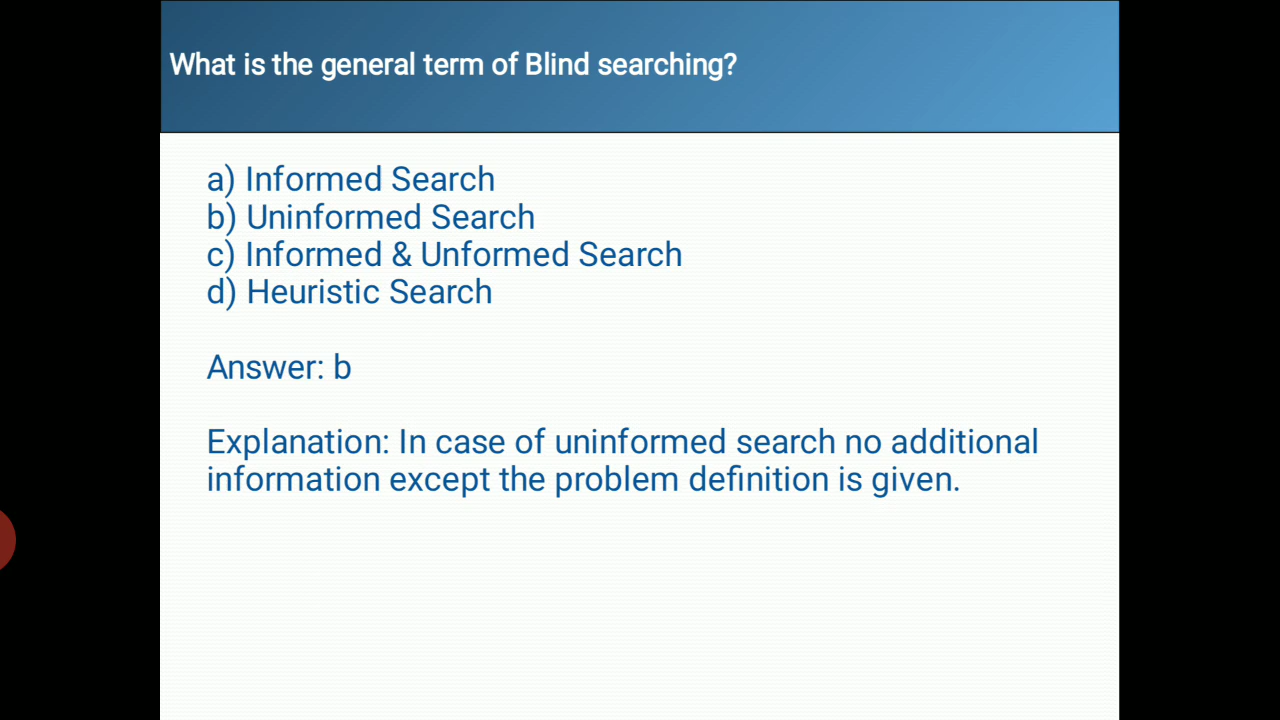 What is the general term of Blind searching?
a) Informed Search
b) Uninformed Search
c) Informed & Unformed Search
d) Heuristic Search
Answer: b
Explanation: In case of uninformed search no additional
information except the problem definition is given.